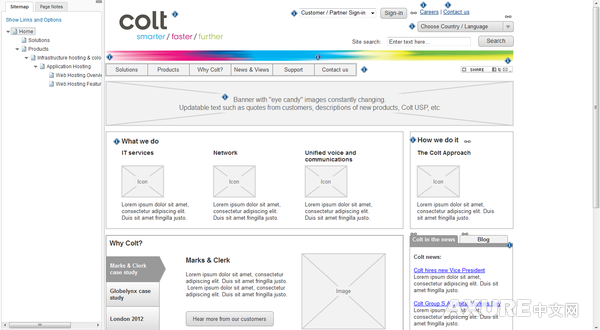 Sitemap
Page Notes
Show Links and Options
Home
Solutions
Products
Infrastructure hosting & colo
Application Hosting
Web Hosting Overvie
Web Hosting Featur
colt
smarter / faster / further
Customer / Partner Sign-in
Sign-in
Careers | Contact us
Choose Country / Language
Site search:
Enter text here...
Search
Solutions
Products
Why Colt?
News & Views
Support
Contact us
SHARE
Banner with "eye candy" images constantly changing.
Updatable text such as quotes from customers, descriptions of new products, Colt USP, etc
What we do
IT services
Network
Unified voice and
communications
Icon
Icon
Icon
Lorem ipsum dolor sit amet,
consectetur adipiscing elit.
Duis sit amet fringilla justo.
Lorem ipsum dolor sit amet,
consectetur adipiscing elit.
Duis sit amet fringilla justo.
Lorem ipsum dolor sit amet,
consectetur adipiscing elit.
Duis sit amet fringilla justo.
How we do it
The Colt Approach
Icon
Lorem ipsum dolor sit amet,
consectetur adipiscing elit.
Duis sit amet fringilla justo.
Why Colt?
Marks & Clerk
case study
Globelynx case
study
London 2012
Marks & Clerk
Lorem ipsum dolor sit amet,
consectetur adipiscing elit. Duis sit
amet fringilla justo.
Hear more from our customers
Image
Colt in the news
Blog
Colt news:
Colt hires new Vice President
Lorem ipsum dolor sit amet,
consectetur adipiscing elit. Duis sit
amet fringilla justo.
Colt Group S.A.
Lorem ipsum dolor sit amet,
consectetur adipiscing elit. Duis sit
AXURE中文网